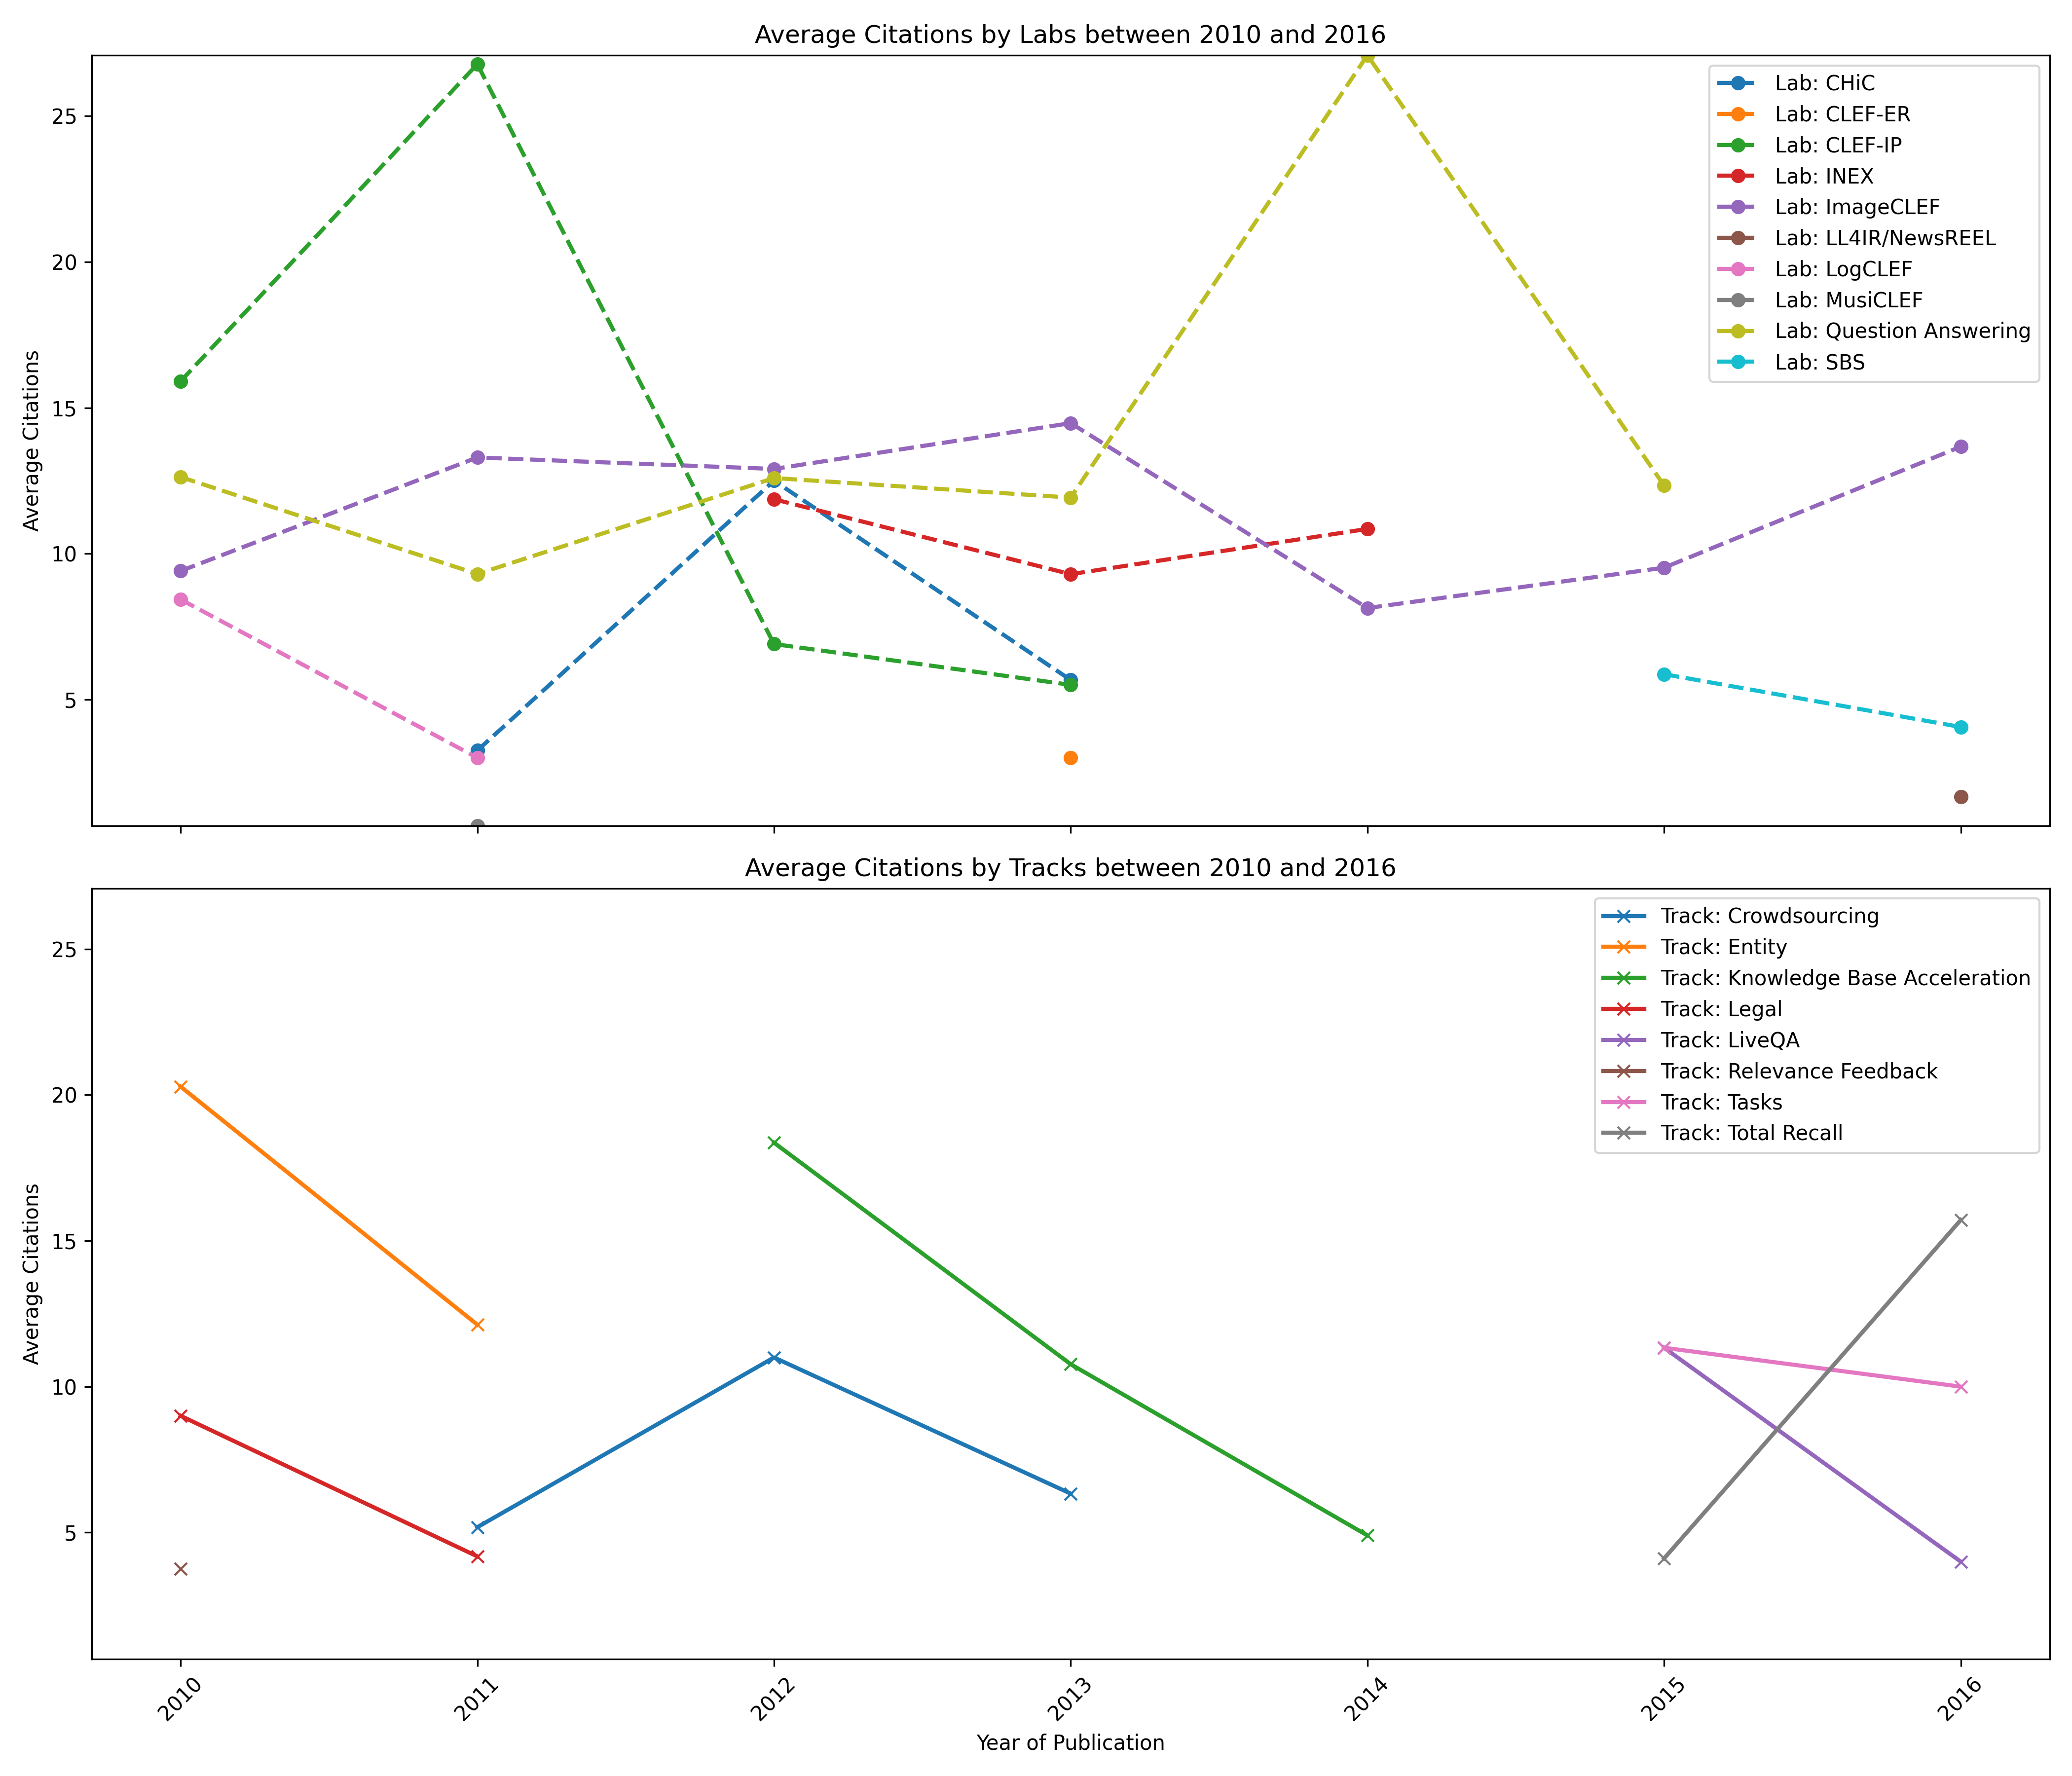 Average Citations by Labs between 2010 and 2016
Average Citations
25
20
15
10
5
Lab: CHiC
Lab: CLEF-ER
Lab: CLEF-IP
Lab: INEX
Lab: ImageCLEF
Lab: LL4IR/NewsREEL
Lab: LogCLEF
Lab: MusiCLEF
Lab: Question Answering
Lab: SBS
Average Citations by Tracks between 2010 and 2016
Average Citations
25
20
15
10
5
Track: Crowdsourcing
Track: Entity
Track: Knowledge Base Acceleration
Track: Legal
Track: LiveQA
Track: Relevance Feedback
Track: Tasks
Track: Total Recall
2010
2011
2012
2013
2014
2015
2016
Year of Publication